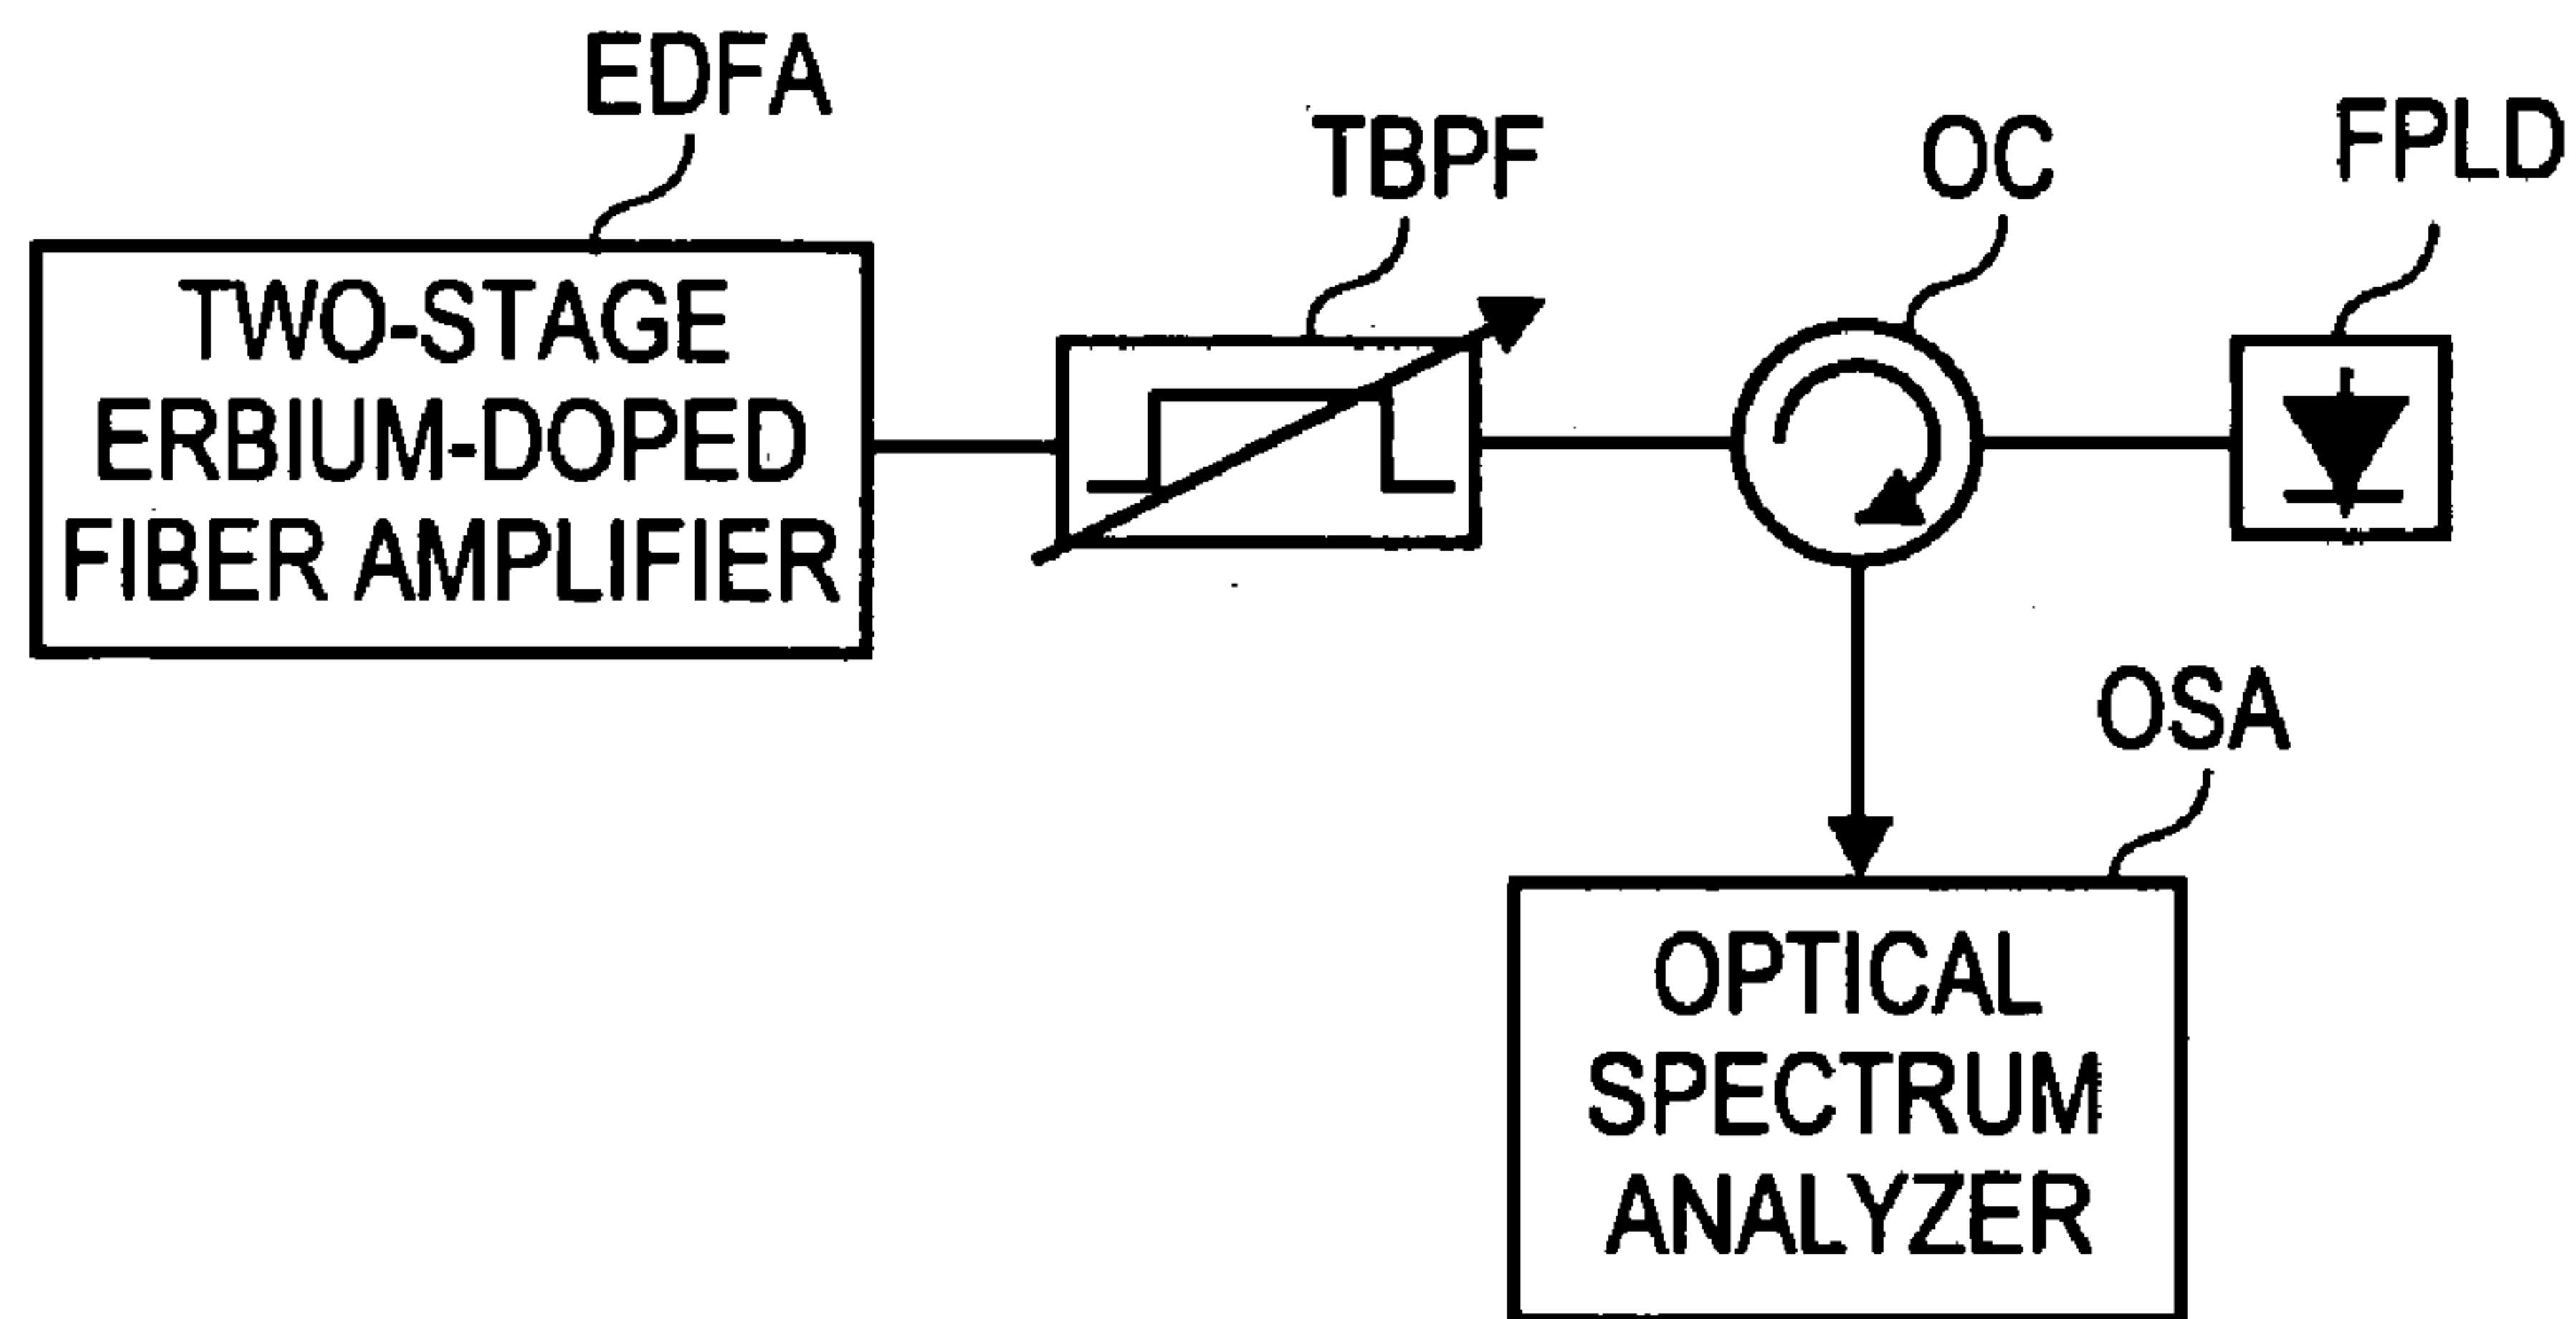 EDFA
TBPF
OC
FPLD
TWO-STAGE
ERBIUM-DOPED
FIBER AMPLIFIER
OSA
OPTICAL
SPECTRUM
ANALYZER